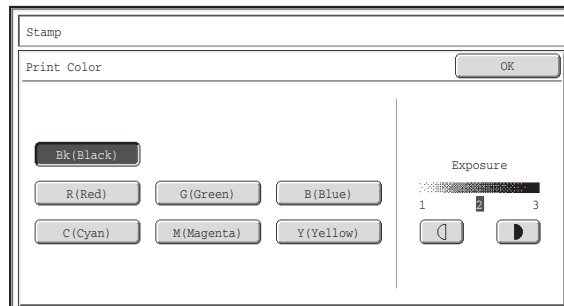 Stamp
Print Color OK
Bk(Black)
Exposure
R(Red) G(Green) B(Blue)
1 2 3
C(Cyan) M(Magenta) Y(Yellow)